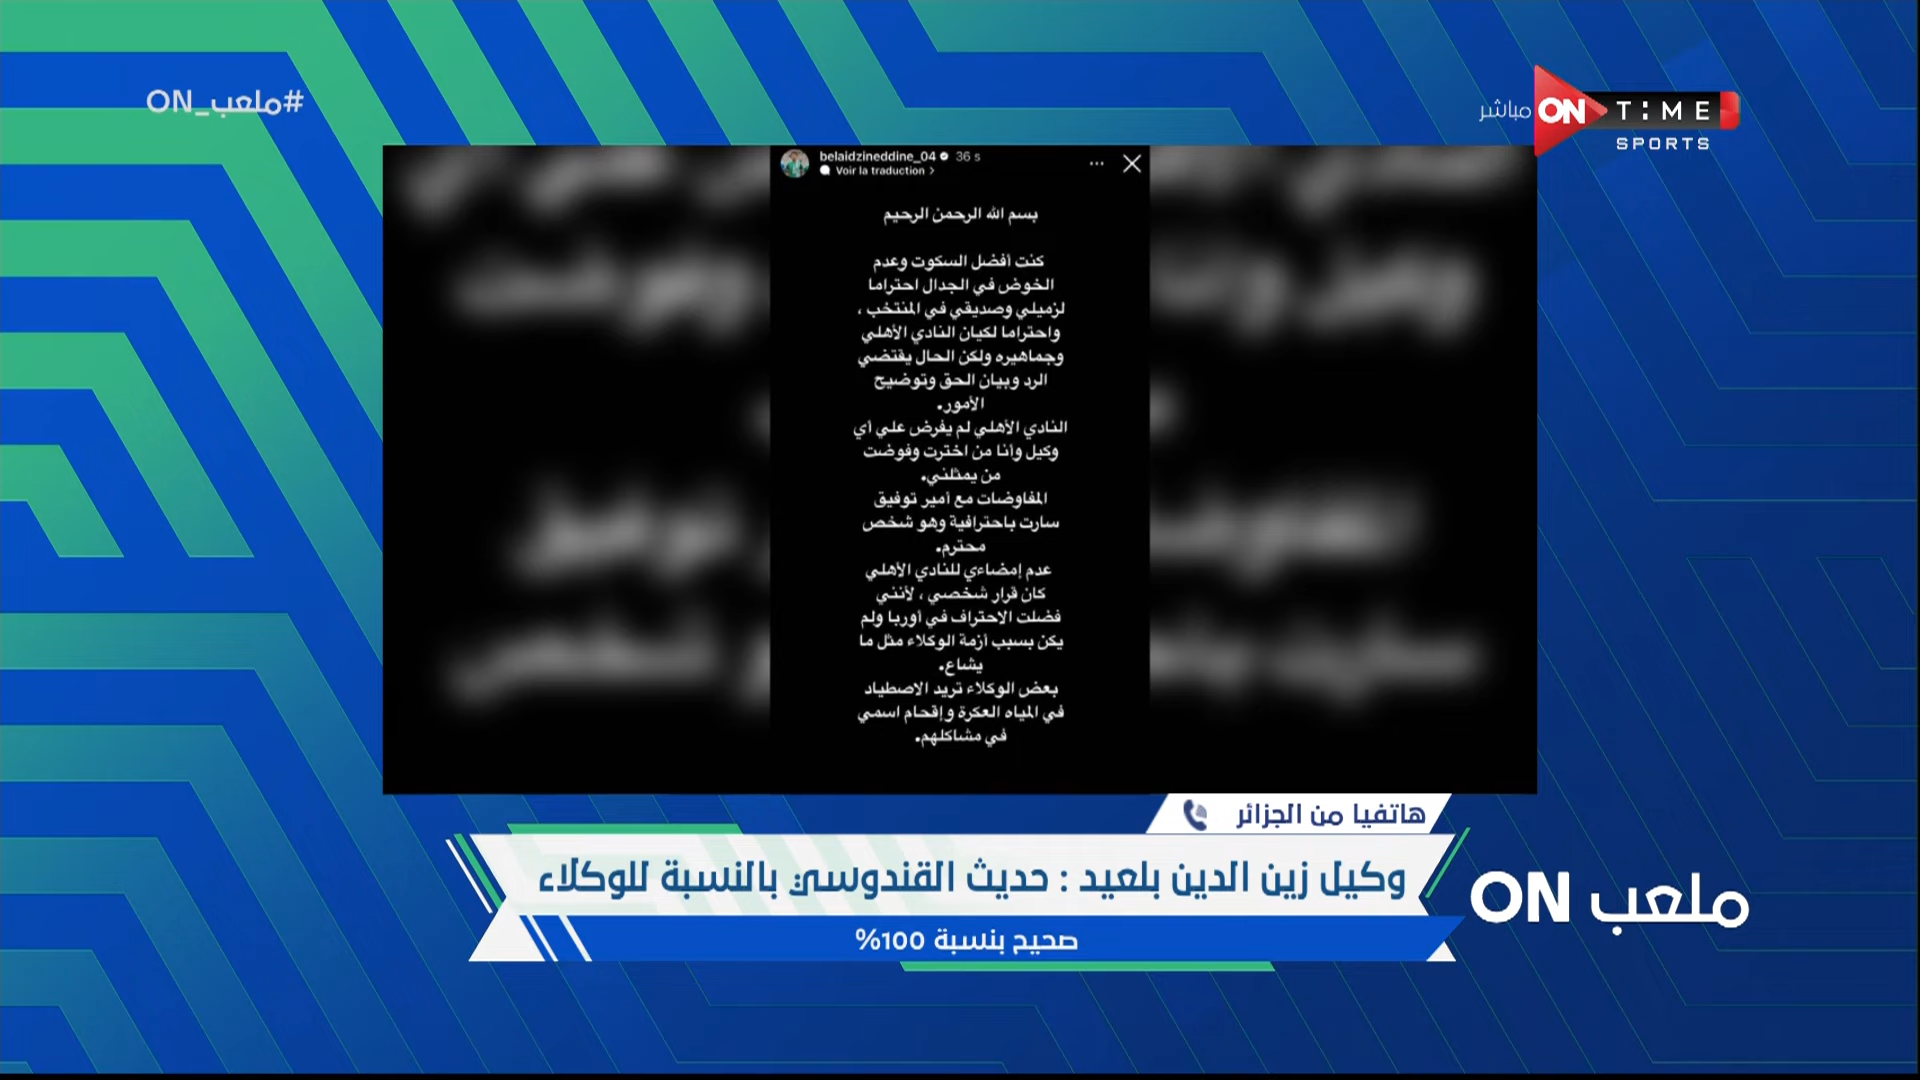 #ملعب_ON
مباشر ON TIME
SPORTS
belaidzineddine_04 36 s
Voir la traduction >
بسم الله الرحمن الرحيم
كنت أفضل السكوت وعدم
الخوض في الجدال احتراما
لزميلي وصديقي في المنتخب ،
واحتراما لكيان النادي الأهلي
وجماهيره ولكن الحال يقتضي
الرد وبيان الحق وتوضيح
الأمور.
النادي الأهلي لم يفرض علي أي
وكيل وأنا من اخترت وفوضت
من يمثلني.
المفاوضات مع أمير توفيق
سارت باحترافية وهو شخص
محترم.
عدم إمضاءي للنادي الأهلي
كان قرار شخصي ، لأنني
فضلت الاحتراف في أوربا ولم
يكن بسبب أزمة الوكلاء مثل ما
يشاع.
بعض الوكلاء تريد الاصطياد
في المياه العكرة وإقحام اسمي
في مشاكلهم.
هاتفيا من الجزائر
وكيل زين الدين بلعيد : حديث القندوسي بالنسبة للوكلاء
صحيح بنسبة 100%
ملعب ON